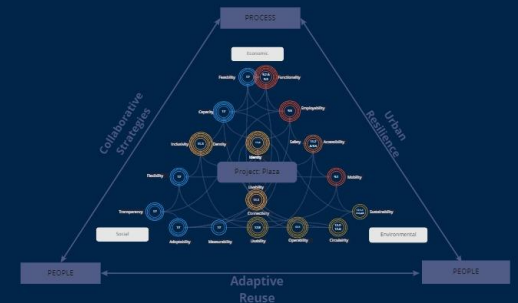 PROCESS
Economic
Feasibility
Functionality
Capacity
Employability
Inclusivity
Density
Identity
Safety
Accessibility
Project: Plaza
Flexibility
Usability
Mobility
Transparency
Connectivity
Sustainability
Social
Adaptability
Measurability
Livability
Operability
Circularity
Environmental
Collaborative
Strategies
Urban
Resilience
PEOPLE
PEOPLE
Adaptive
Reuse